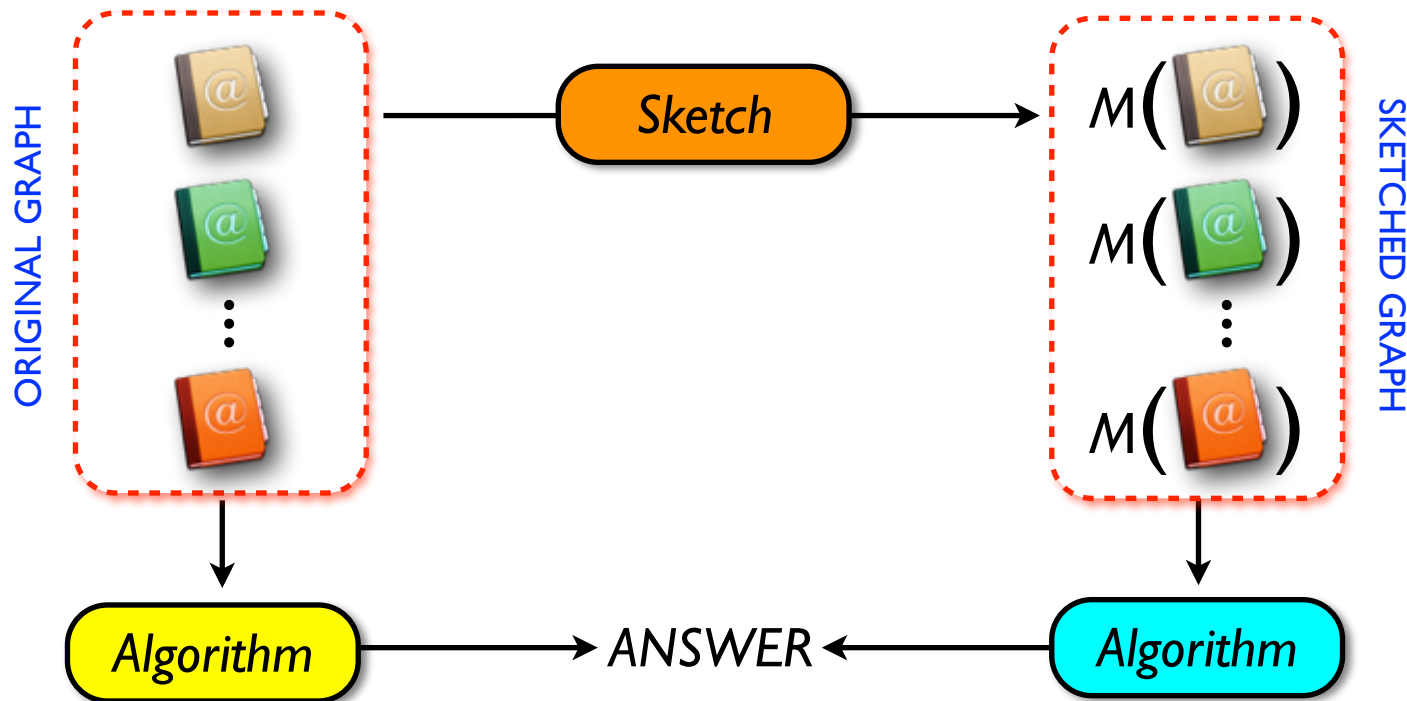 ORIGINAL GRAPH
@
@
@
Sketch
M(@)
M(@)
M(@)
SKETCHED GRAPH
Algorithm
ANSWER
Algorithm